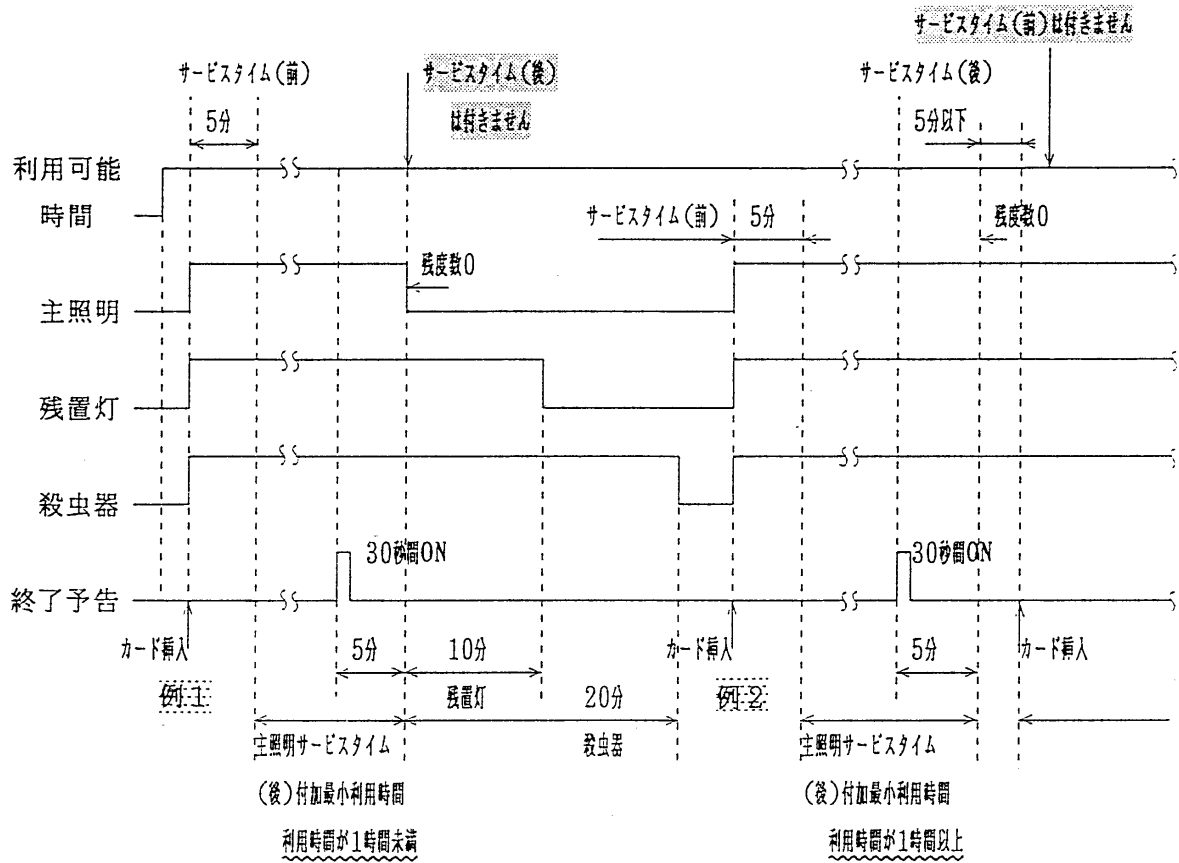 サービスタイム(前)は付きません
サービスタイム(前)
サービスタイム(後)
は付きません
サービスタイム(後)
5分
5分以下
利用可能
時間
サービスタイム(前)
5分
残度数0
残度数0
主照明
残置灯
殺虫器
30秒間ON
30秒間ON
終了予告
カード挿入
5分
10分
カード挿入
5分
カード挿入
例1
残置灯
20分
例2
主照明サービスタイム
殺虫器
主照明サービスタイム
(後)付加最小利用時間
(後)付加最小利用時間
利用時間が1時間未満
利用時間が1時間以上